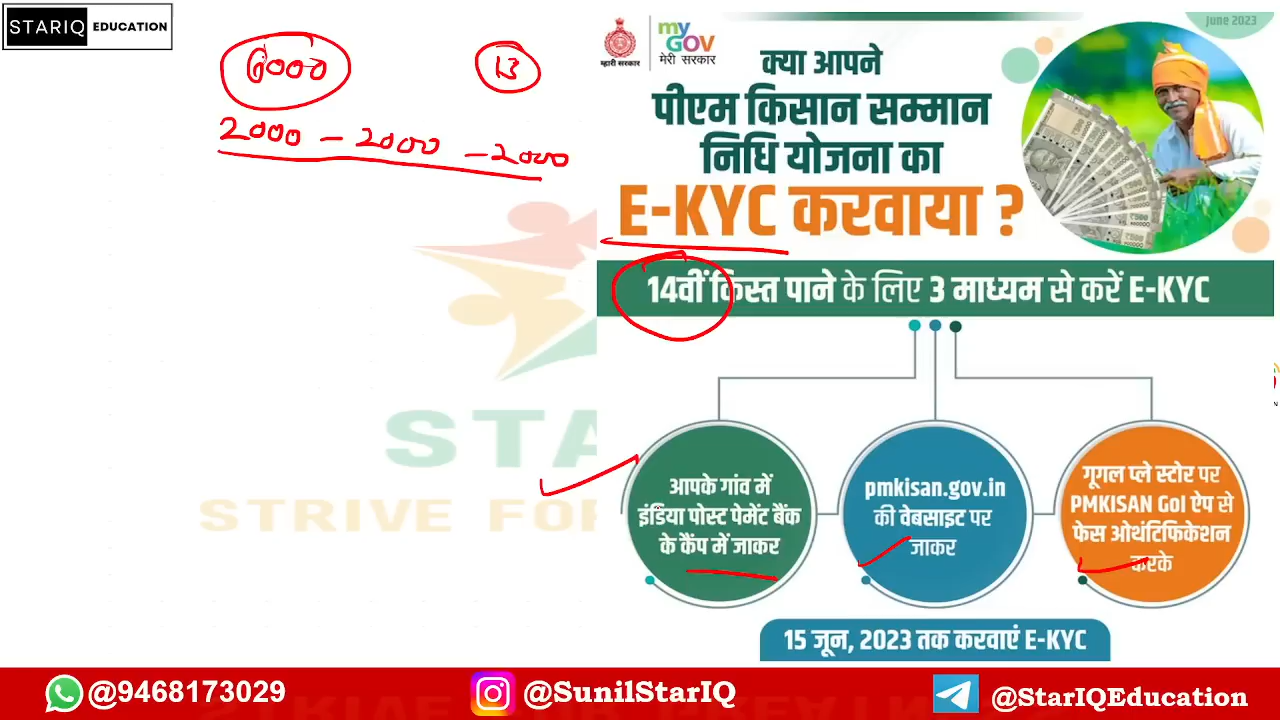 STARIQ EDUCATION
6000
13
2000 - 2000 - 2000
June 2023
म्हारी सरकार
my GOV
मेरी सरकार
क्या आपने
पीएम किसान सम्मान
निधि योजना का
E-KYC करवाया ?
14वीं किस्त पाने के लिए 3 माध्यम से करें E-KYC
आपके गांव में
इंडिया पोस्ट पेमेंट बैंक
के कैंप में जाकर
pmkisan.gov.in
की वेबसाइट पर
जाकर
गूगल प्ले स्टोर पर
PMKISAN GoI ऐप से
फेस ओथंटिफिकेशन
करके
15 जून, 2023 तक करवाएं E-KYC
STA
STRIVE FOR
@9468173029
@SunilStarIQ
@StarIQEducation